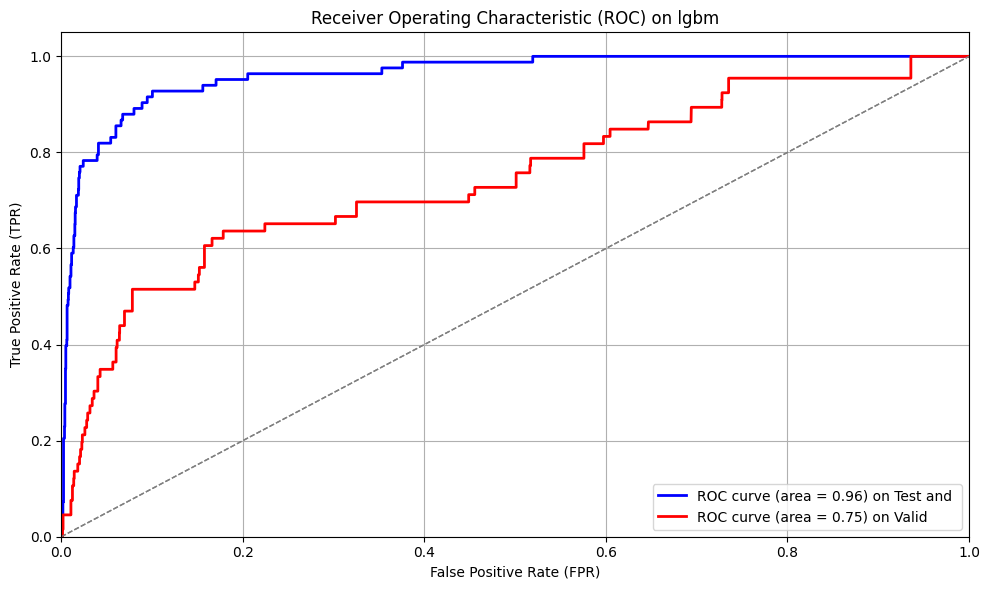 Receiver Operating Characteristic (ROC) on lgbm
True Positive Rate (TPR)
1.0
0.8
0.6
0.4
0.2
0.0
0.0 0.2 0.4 0.6 0.8 1.0
False Positive Rate (FPR)
ROC curve (area = 0.96) on Test and
ROC curve (area = 0.75) on Valid